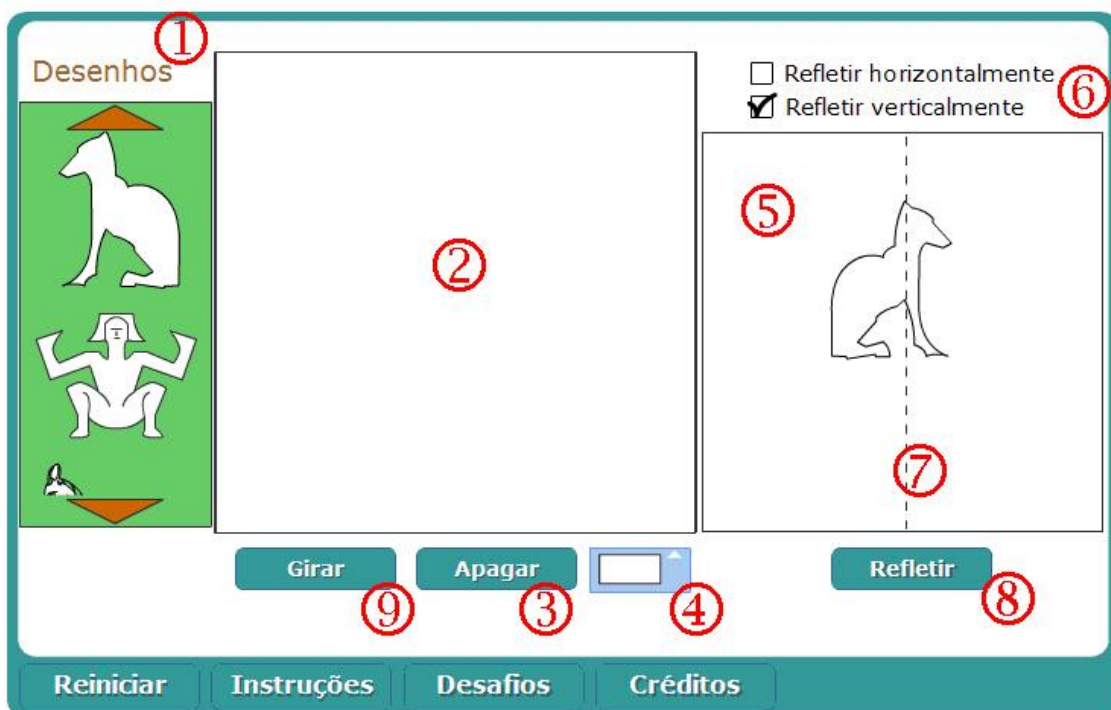 ①
Desenhos
Refletir horizontalmente
Refletir verticalmente
⑥
⑤
②
⑦
Girar
Apagar
Refletir
⑨
③
④
⑧
Reiniciar
Instruções
Desafios
Créditos